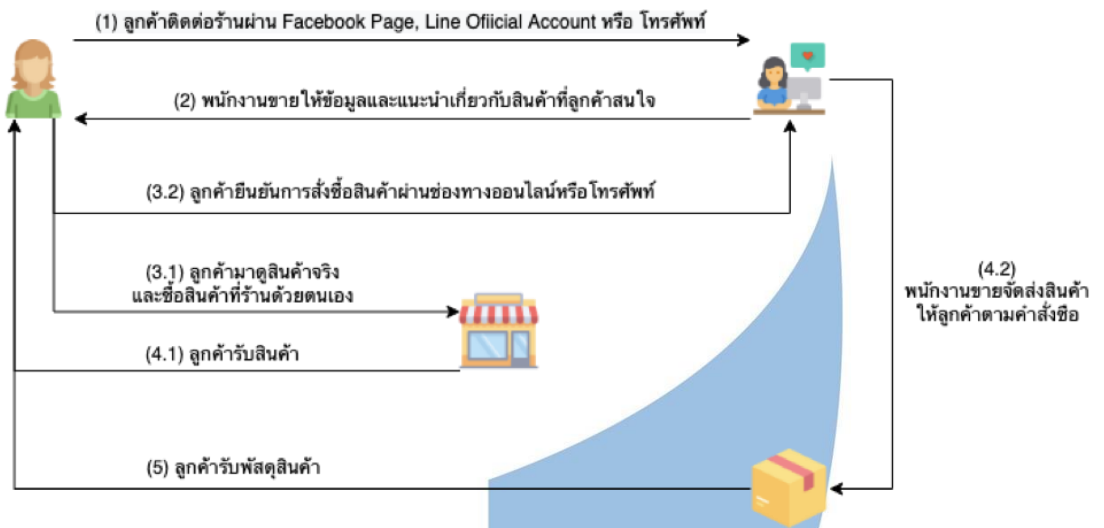 (1) ลูกค้าติดต่อร้านผ่าน Facebook Page, Line Ofiicial Account หรือ โทรศัพท์
(2) พนักงานขายให้ข้อมูลและแนะนำเกี่ยวกับสินค้าที่ลูกค้าสนใจ
(3.2) ลูกค้ายืนยันการสั่งซื้อสินค้าผ่านช่องทางออนไลน์หรือโทรศัพท์
(3.1) ลูกค้ามาดูสินค้าจริง
และซื้อสินค้าที่ร้านด้วยตนเอง
(4.2)
พนักงานขายจัดส่งสินค้า
ให้ลูกค้าตามคำสั่งซือ
(4.1) ลูกค้ารับสินค้า
(5) ลูกค้ารับพัสดุสินค้า